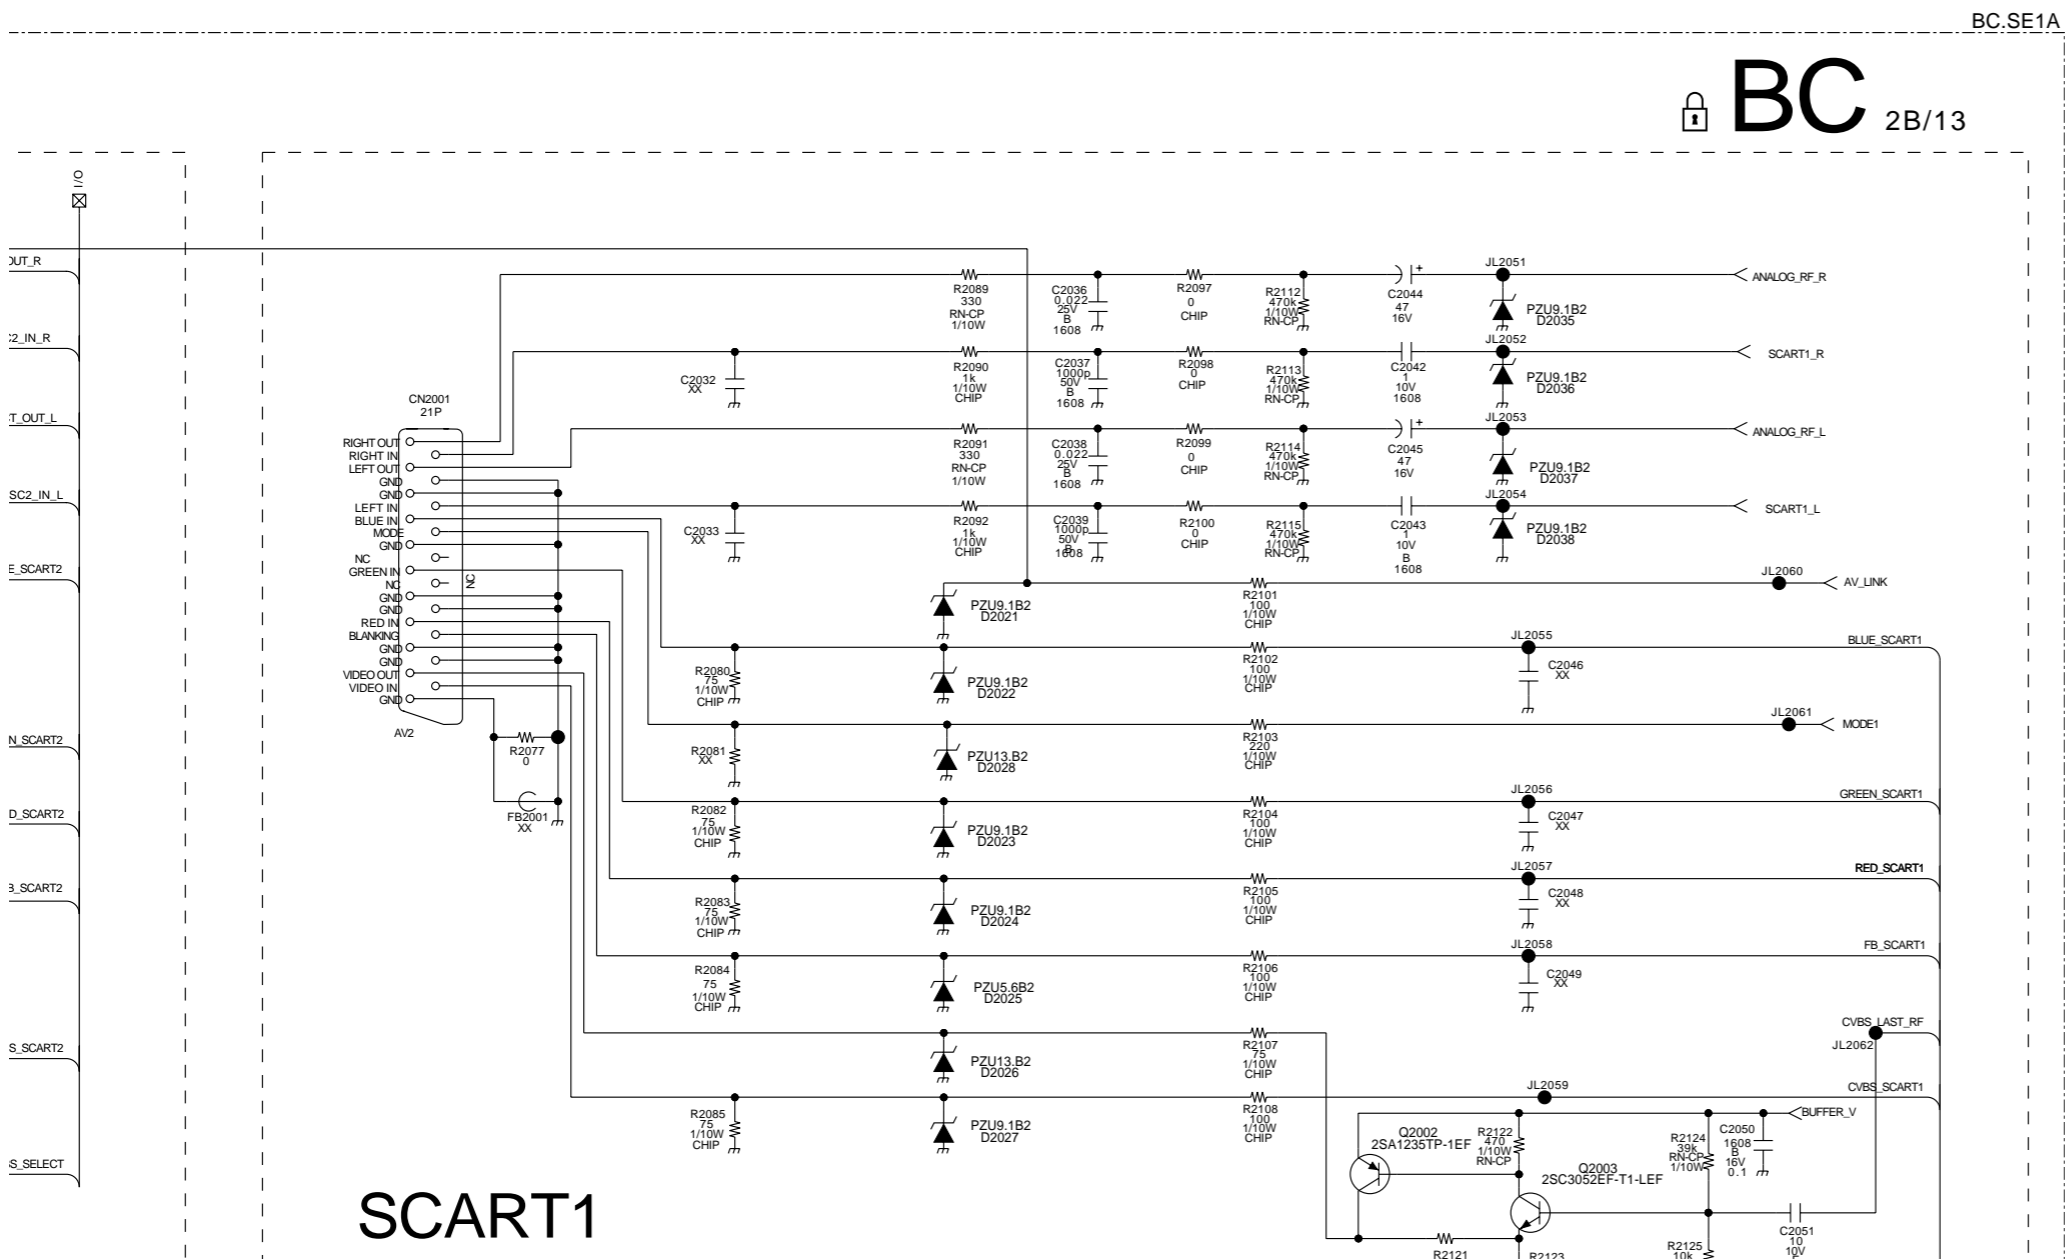 BC.SE1A
BC 2B/13
I/O
OUT_R
C2_IN_R
T_OUT_L
SC2_IN_L
E_SCART2
N_SCART2
D_SCART2
B_SCART2
S_SCART2
S_SELECT
CN2001
21P
RIGHT OUT
RIGHT IN
LEFT OUT
GND
GND
LEFT IN
BLUE IN
MODE
GND
NC
GREEN IN
NC
NC
GND
GND
RED IN
BLANKING
GND
GND
VIDEO OUT
VIDEO IN
GND
AV2
R2077
0
FB2001
XX
R2089
330
RN-CP
1/10W
C2036
0.022
25V
B
1608
R2097
0
CHIP
R2112
470k
1/10W
RN-CP
+
C2044
47
16V
JL2051
PZU9.1B2
D2035
ANALOG_RF_R
C2032
XX
R2090
1k
1/10W
CHIP
C2037
1000p
50V
B
1608
R2098
0
CHIP
R2113
470k
1/10W
RN-CP
C2042
1
10V
1608
JL2052
PZU9.1B2
D2036
SCART1_R
R2091
330
RN-CP
1/10W
C2038
0.022
25V
B
1608
R2099
0
CHIP
R2114
470k
1/10W
RN-CP
+
C2045
47
16V
JL2053
PZU9.1B2
D2037
ANALOG_RF_L
C2033
XX
R2092
1k
1/10W
CHIP
C2039
1000p
50V
B
1608
R2100
0
CHIP
R2115
470k
1/10W
RN-CP
C2043
1
10V
B
1608
JL2054
PZU9.1B2
D2038
SCART1_L
PZU9.1B2
D2021
R2101
100
1/10W
CHIP
JL2060
AV_LINK
R2080
75
1/10W
CHIP
PZU9.1B2
D2022
R2102
100
1/10W
CHIP
JL2055
C2046
XX
BLUE_SCART1
R2081
XX
PZU13.B2
D2028
R2103
220
1/10W
CHIP
JL2061
MODE1
R2082
75
1/10W
CHIP
PZU9.1B2
D2023
R2104
100
1/10W
CHIP
JL2056
C2047
XX
GREEN_SCART1
R2083
75
1/10W
CHIP
PZU9.1B2
D2024
R2105
100
1/10W
CHIP
JL2057
C2048
XX
RED_SCART1
R2084
75
1/10W
CHIP
PZU5.6B2
D2025
R2106
100
1/10W
CHIP
JL2058
C2049
XX
FB_SCART1
PZU13.B2
D2026
R2107
75
1/10W
CHIP
CVBS_LAST_RF
JL2062
R2085
75
1/10W
CHIP
PZU9.1B2
D2027
R2108
100
1/10W
CHIP
JL2059
CVBS_SCART1
BUFFER_V
Q2002
2SA1235TP-1EF
R2122
470
1/10W
RN-CP
Q2003
2SC3052EF-T1-LEF
R2124
39k
RN-CP
1/10W
C2050
1608
B
16V
0.1
C2051
10
10V
R2121
R2123
R2125
10k
SCART1